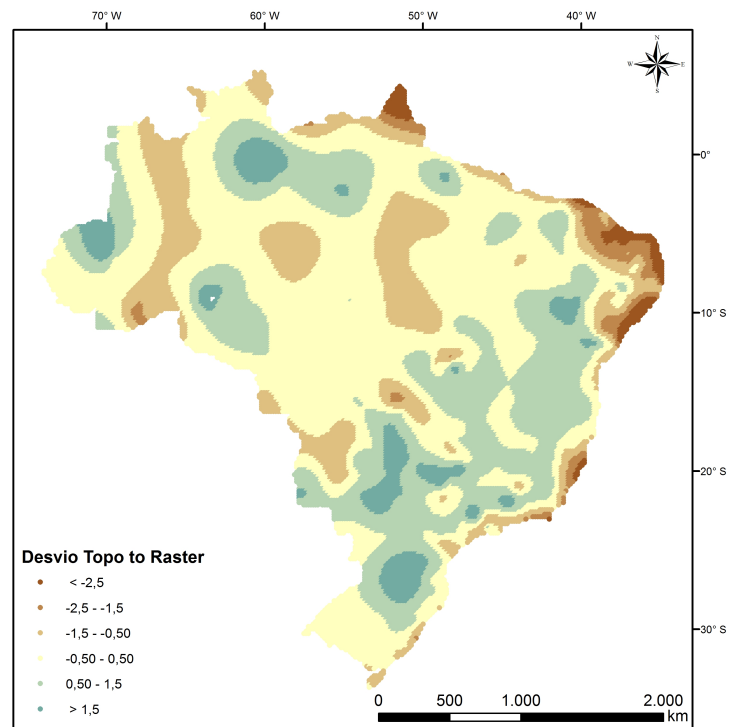 70° W 60° W 50° W 40° W
N
W E
S
0°
10° S
20° S
30° S
Desvio Topo to Raster
< -2,5
-2,5 - -1,5
-1,5 - -0,50
-0,50 - 0,50
0,50 - 1,5
> 1,5
0 500 1.000 2.000
km